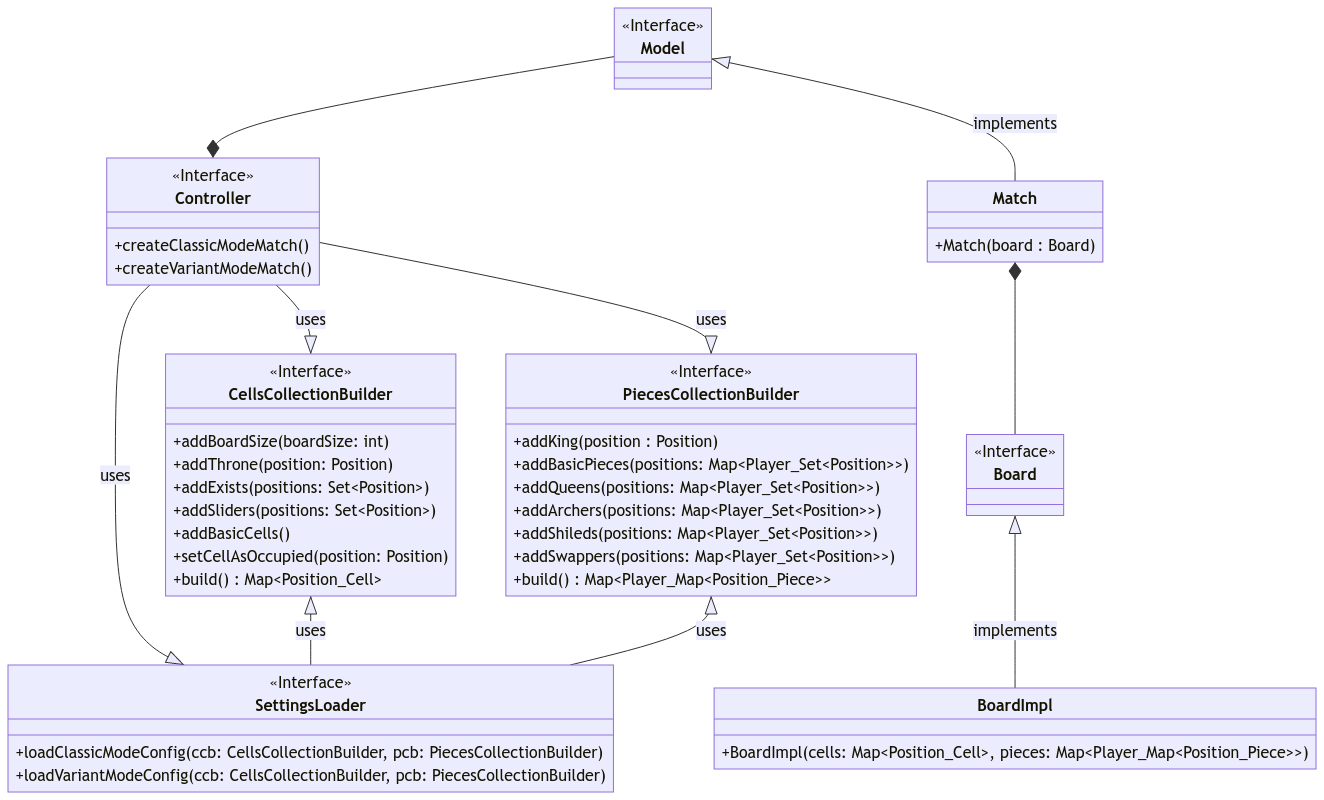 «Interface»
Model
implements
«Interface»
Controller
+createClassicModeMatch()
+createVariantModeMatch()
Match
+Match(board : Board)
uses
uses
«Interface»
CellsCollectionBuilder
+addBoardSize(boardSize: int)
+addThrone(position: Position)
+addExists(positions: Set<Position>)
+addSliders(positions: Set<Position>)
+addBasicCells()
+setCellAsOccupied(position: Position)
+build() : Map<Position_Cell>
«Interface»
PiecesCollectionBuilder
+addKing(position : Position)
+addBasicPieces(positions: Map<Player_Set<Position>>)
+addQueens(positions: Map<Player_Set<Position>>)
+addArchers(positions: Map<Player_Set<Position>>)
+addShileds(positions: Map<Player_Set<Position>>)
+addSwappers(positions: Map<Player_Set<Position>>)
+build() : Map<Player_Map<Position_Piece>>
«Interface»
Board
uses
uses
uses
implements
«Interface»
SettingsLoader
+loadClassicModeConfig(ccb: CellsCollectionBuilder, pcb: PiecesCollectionBuilder)
+loadVariantModeConfig(ccb: CellsCollectionBuilder, pcb: PiecesCollectionBuilder)
BoardImpl
+BoardImpl(cells: Map<Position_Cell>, pieces: Map<Player_Map<Position_Piece>>)